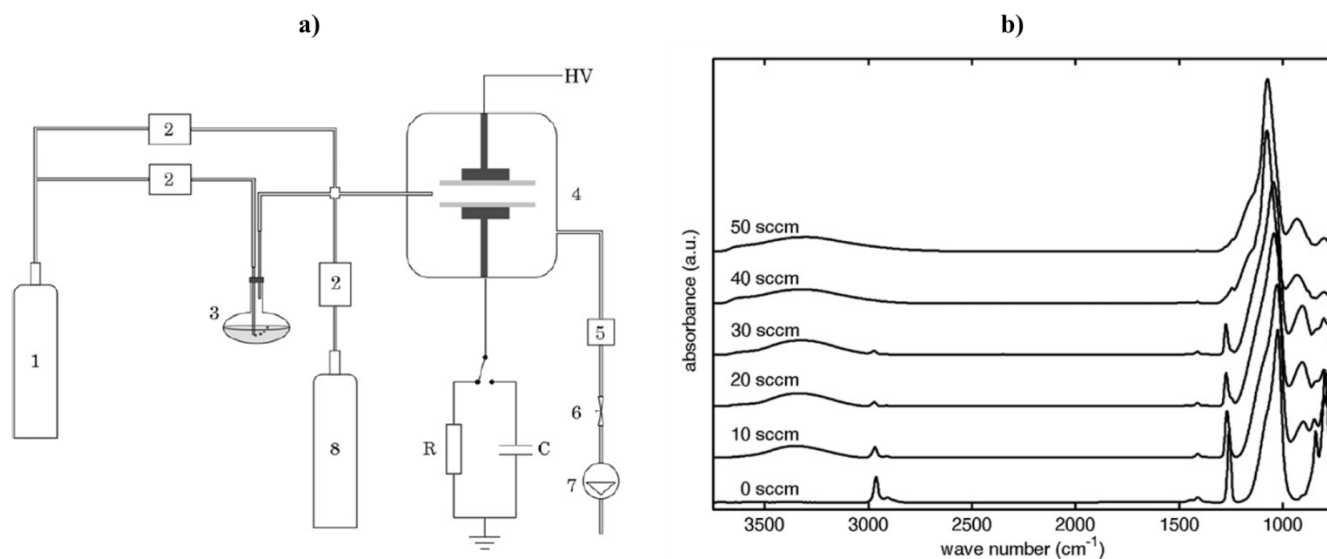 a)
HV
2
2
4
2
3
5
1
6
R
C
8
7
b)
absorbance (a.u.)
50 sccm
40 sccm
30 sccm
20 sccm
10 sccm
0 sccm
3500 3000 2500 2000 1500 1000
wave number (cm⁻¹)